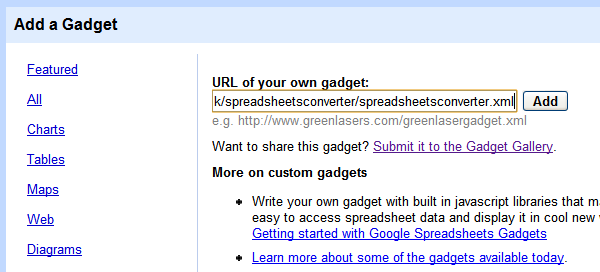 Add a Gadget
Featured
All
Charts
Tables
Maps
Web
Diagrams
URL of your own gadget:
k/spreadsheetsconverter/spreadsheetsconverter.xml
Add
e.g. http://www.greenlasers.com/greenlasergadget.xml
Want to share this gadget? Submit it to the Gadget Gallery.
More on custom gadgets
Write your own gadget with built in javascript libraries that
easy to access spreadsheet data and display it in cool new
Getting started with Google Spreadsheets Gadgets
Learn more about some of the gadgets available today.